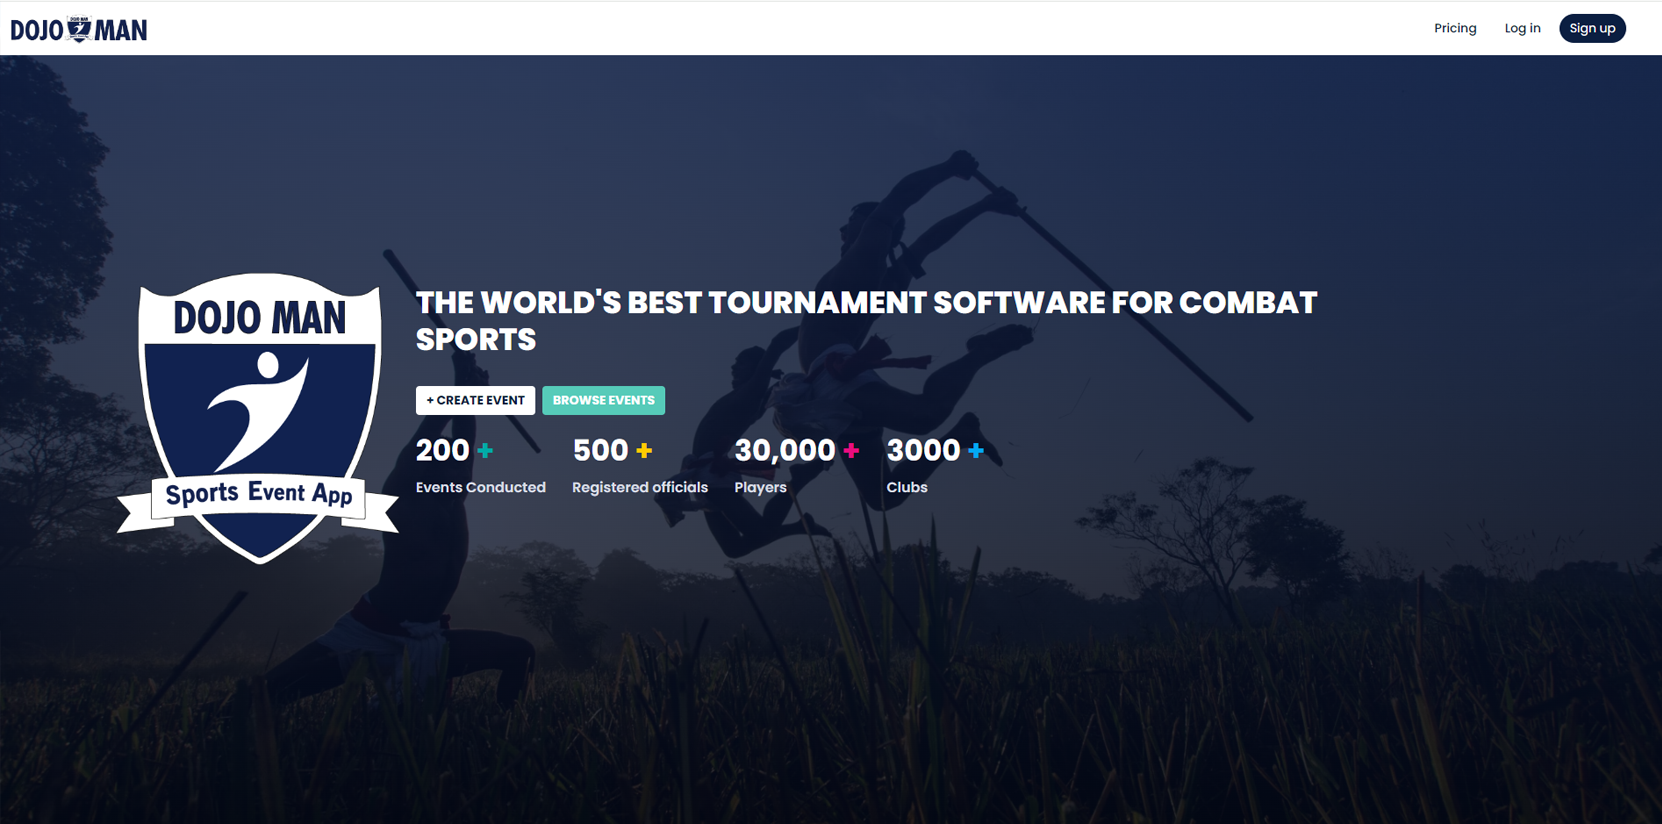 DOJO MAN
Pricing
Log in
Sign up
DOJO MAN
Sports Event App
THE WORLD'S BEST TOURNAMENT SOFTWARE FOR COMBAT
SPORTS
+ CREATE EVENT
BROWSE EVENTS
200 +
Events Conducted
500 +
Registered officials
30,000 +
Players
3000 +
Clubs